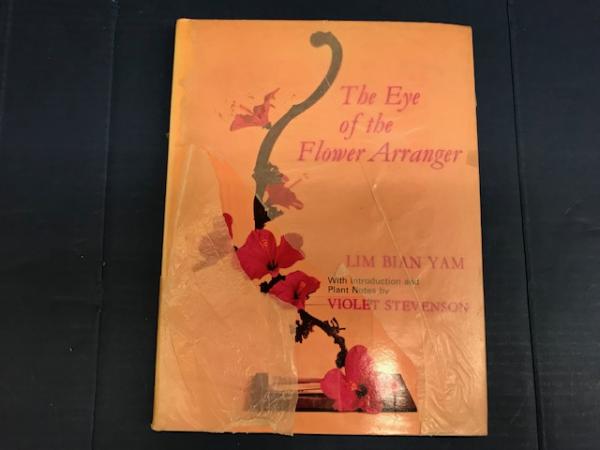 The Eye
of the
Flower Arranger
LIM BIAN YAM
With Introduction and
Plant Notes by
VIOLET STEVENSON